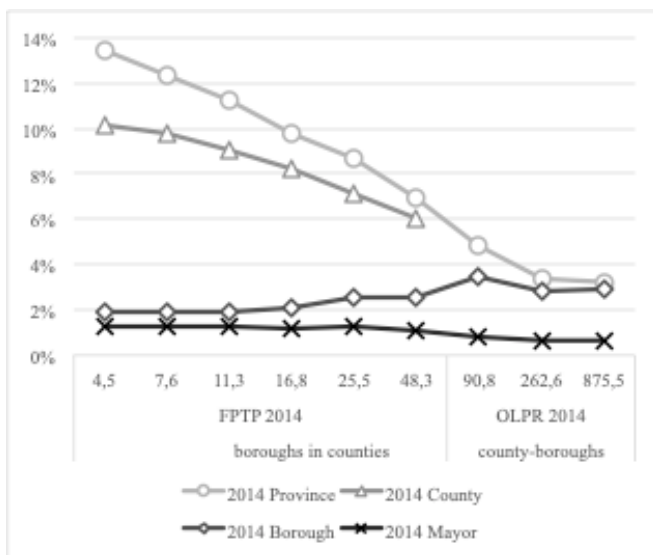 14%
12%
10%
8%
6%
4%
2%
0%
4,5 7,6 11,3 16,8 25,5 48,3 90,8 262,6 875,5
FPTP 2014 OLPR 2014
boroughs in counties county-boroughs
2014 Province 2014 County
2014 Borough 2014 Mayor